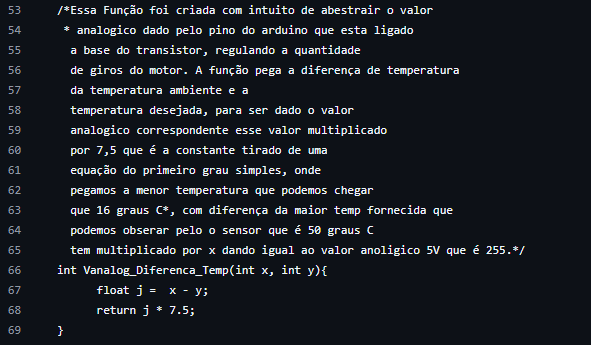 53 /*Essa Função foi criada com intuito de abestrair o valor
54 * analogico dado pelo pino do arduino que esta ligado
55 a base do transistor, regulando a quantidade
56 de giros do motor. A função pega a diferença de temperatura
57 da temperatura ambiente e a
58 temperatura desejada, para ser dado o valor
59 analogico correspondente esse valor multiplicado
60 por 7,5 que é a constante tirado de uma
61 equação do primeiro grau simples, onde
62 pegamos a menor temperatura que podemos chegar
63 que 16 graus C*, com diferença da maior temp fornecida que
64 podemos obserar pelo o sensor que é 50 graus C
65 tem multiplicado por x dando igual ao valor anoligico 5V que é 255.*/
66 int Vanalog_Diferenca_Temp(int x, int y){
67 float j =  x - y;
68 return j * 7.5;
69 }